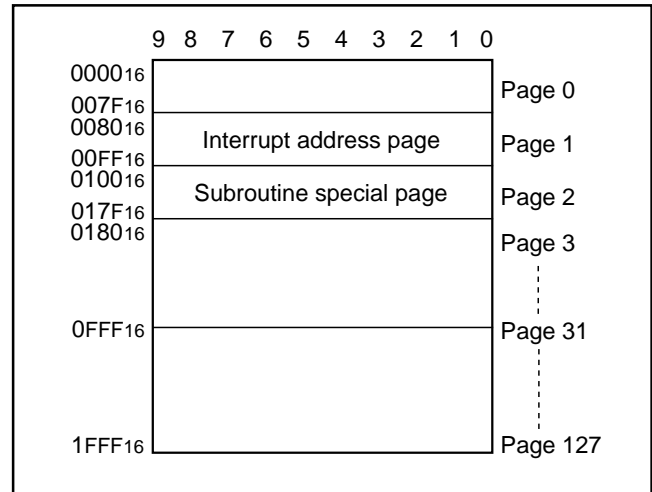 9 8 7 6 5 4 3 2 1 0
000016
Page 0
007F16
008016
Interrupt address page
Page 1
00FF16
010016
Subroutine special page
Page 2
017F16
018016
Page 3
0FFF16
Page 31
1FFF16
Page 127